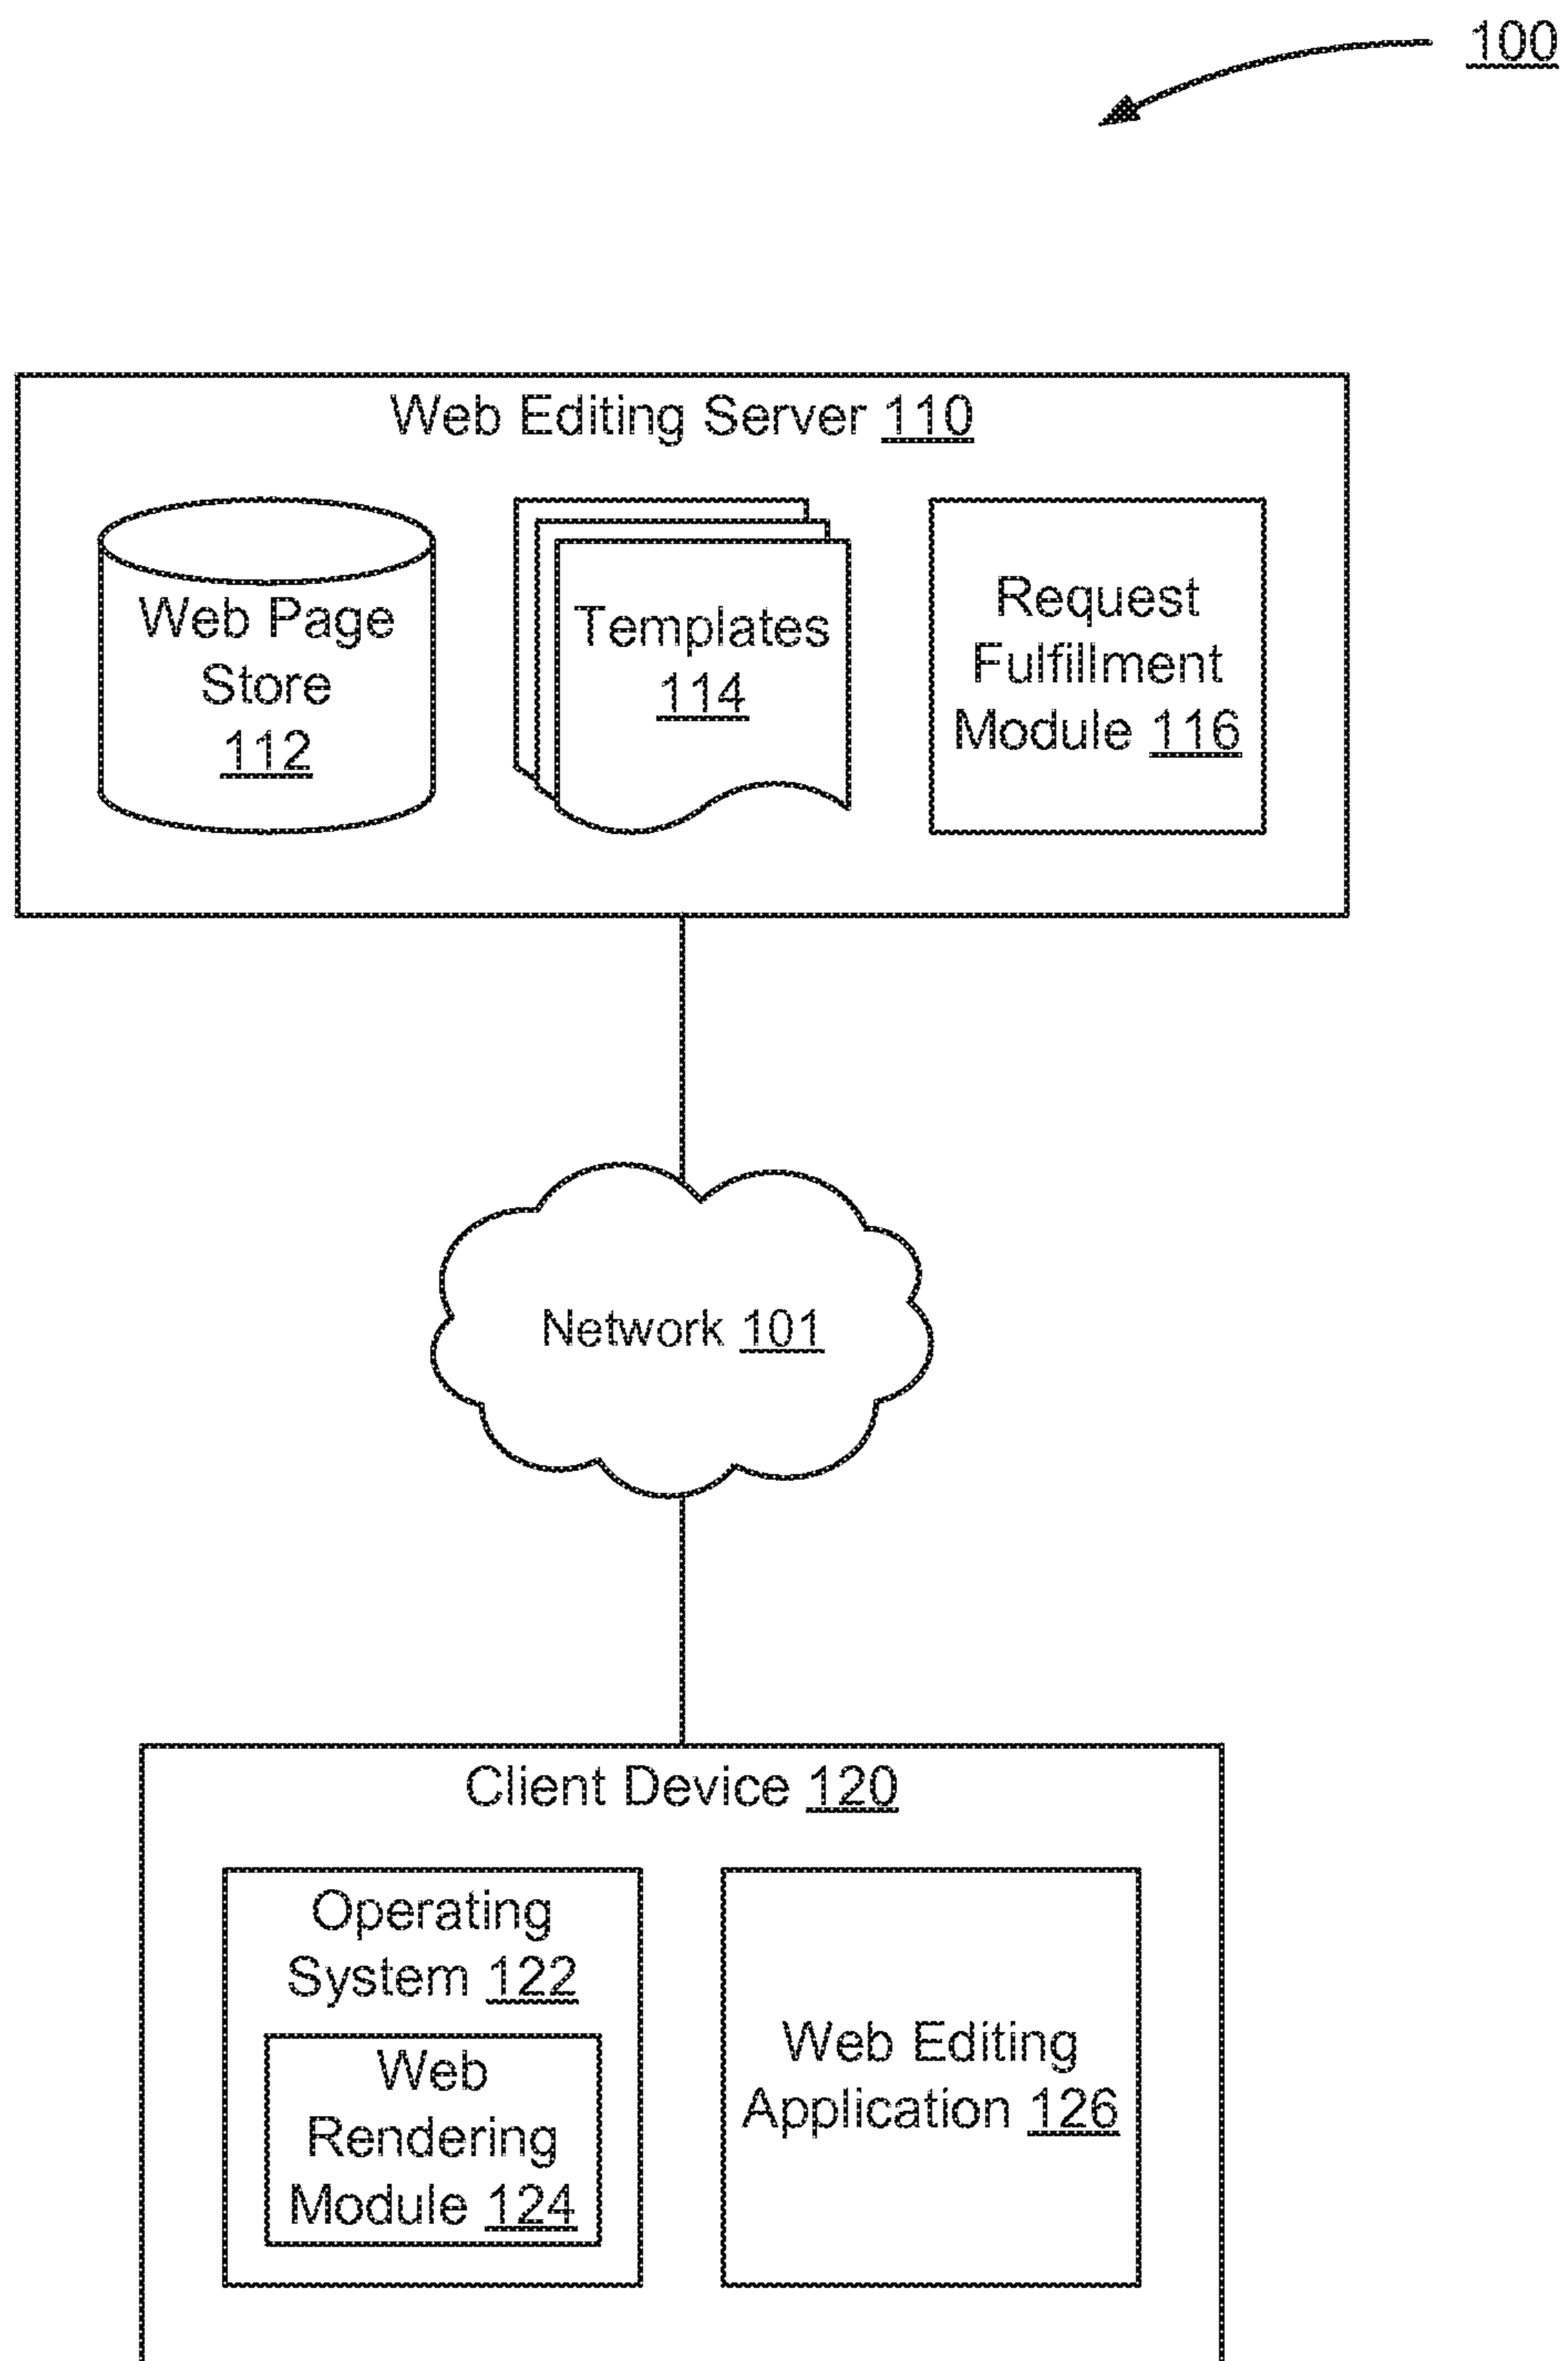 100
Web Editing Server 110
Web Page
Store
112
Templates
114
Request
Fulfillment
Module 116
Network 101
Client Device 120
Operating
System 122
Web
Rendering
Module 124
Web Editing
Application 126